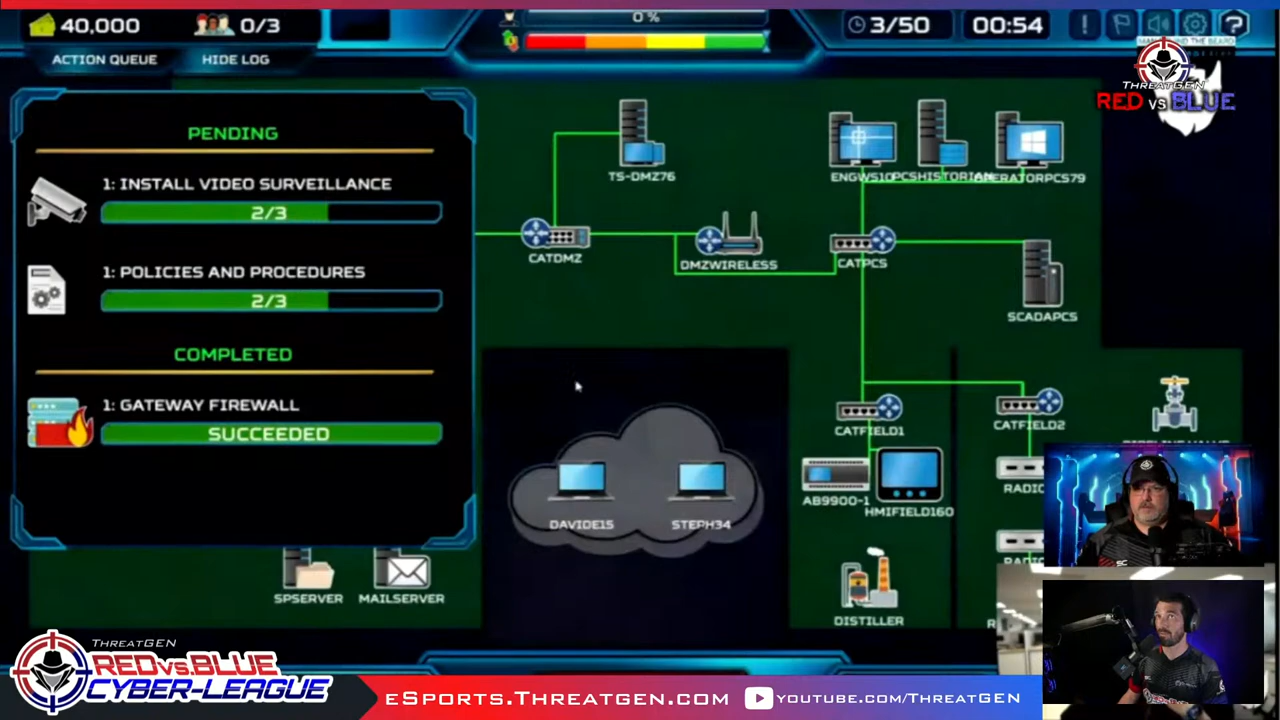 40,000
0/3
0 %
3/50
00:54
!
?
ACTION QUEUE
HIDE LOG
THREATGEN
RED VS BLUE
PENDING
1: INSTALL VIDEO SURVEILLANCE
2/3
1: POLICIES AND PROCEDURES
2/3
COMPLETED
1: GATEWAY FIREWALL
SUCCEEDED
TS-DMZ76
ENGWS10
PCSHISTORIAN
OPERATORPCS79
CATDMZ
DMZWIRELESS
CATPCS
SCADAPCS
CATFIELD1
CATFIELD2
AB9900-1
HMIFIELD160
RADIO
DAVIDE15
STEPH34
DISTILLER
SPSERVER
MAILSERVER
THREATGEN
RED VS. BLUE
CYBER-LEAGUE
ESPORTS.THREATGEN.COM
YOUTUBE.COM/THREATGEN